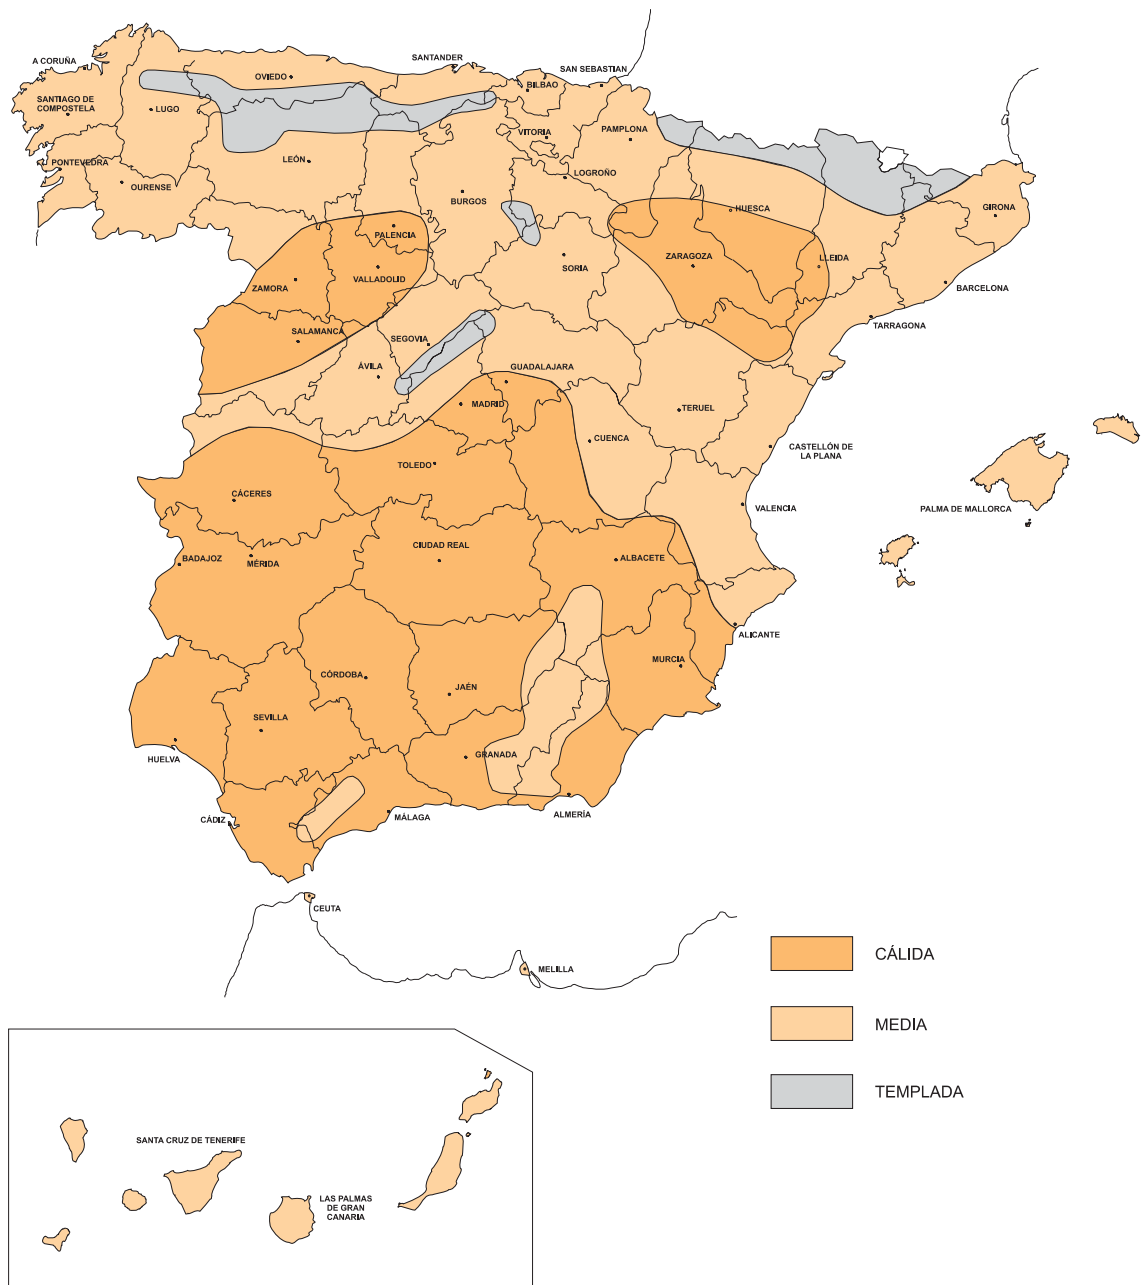 A CORUÑA
SANTANDER
SAN SEBASTIAN
OVIEDO
BILBAO
SANTIAGO DE
COMPOSTELA
LUGO
VITORIA
PAMPLONA
PONTEVEDRA
LEÓN
OURENSE
LOGROÑO
BURGOS
HUESCA
GIRONA
PALENCIA
SORIA
ZARAGOZA
LLEIDA
ZAMORA
VALLADOLID
BARCELONA
SALAMANCA
SEGOVIA
TARRAGONA
ÁVILA
GUADALAJARA
MADRID
TERUEL
CUENCA
CASTELLÓN DE
LA PLANA
TOLEDO
CÁCERES
VALENCIA
PALMA DE MALLORCA
CIUDAD REAL
BADAJOZ
MÉRIDA
ALBACETE
ALICANTE
CÓRDOBA
JAÉN
MURCIA
SEVILLA
HUELVA
GRANADA
CÁDIZ
MÁLAGA
ALMERÍA
CEUTA
MELILLA
CÁLIDA
MEDIA
TEMPLADA
SANTA CRUZ DE TENERIFE
LAS PALMAS
DE GRAN
CANARIA